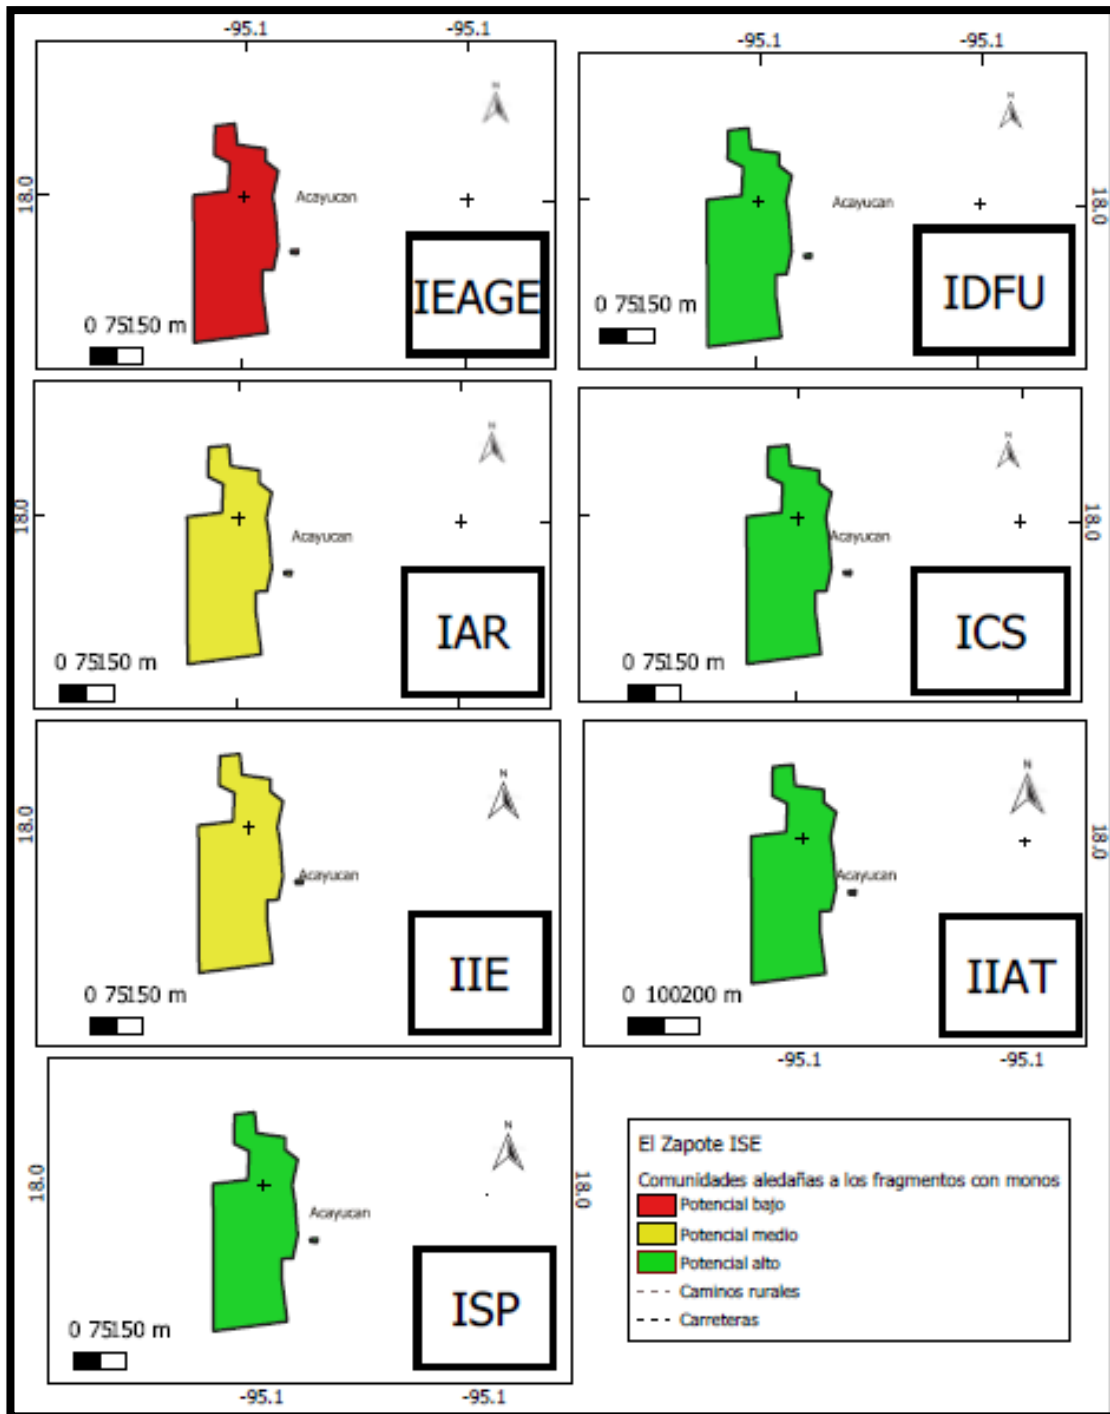 -95.1 -95.1
N
18.0
Acayucan
IEAGE
0 75150 m
-95.1 -95.1
N
18.0
Acayucan
IDFU
0 75150 m
N
18.0
Acayucan
IAR
0 75150 m
N
18.0
Acayucan
ICS
0 75150 m
N
18.0
Acayucan
IIE
0 75150 m
N
18.0
Acayucan
IIAT
0 100200 m
-95.1 -95.1
N
18.0
18.0
Acayucan
ISP
0 75150 m
-95.1 -95.1
El Zapote ISE
Comunidades aledañas a los fragmentos con monos
Potencial bajo
Potencial medio
Potencial alto
Caminos rurales
Carreteras